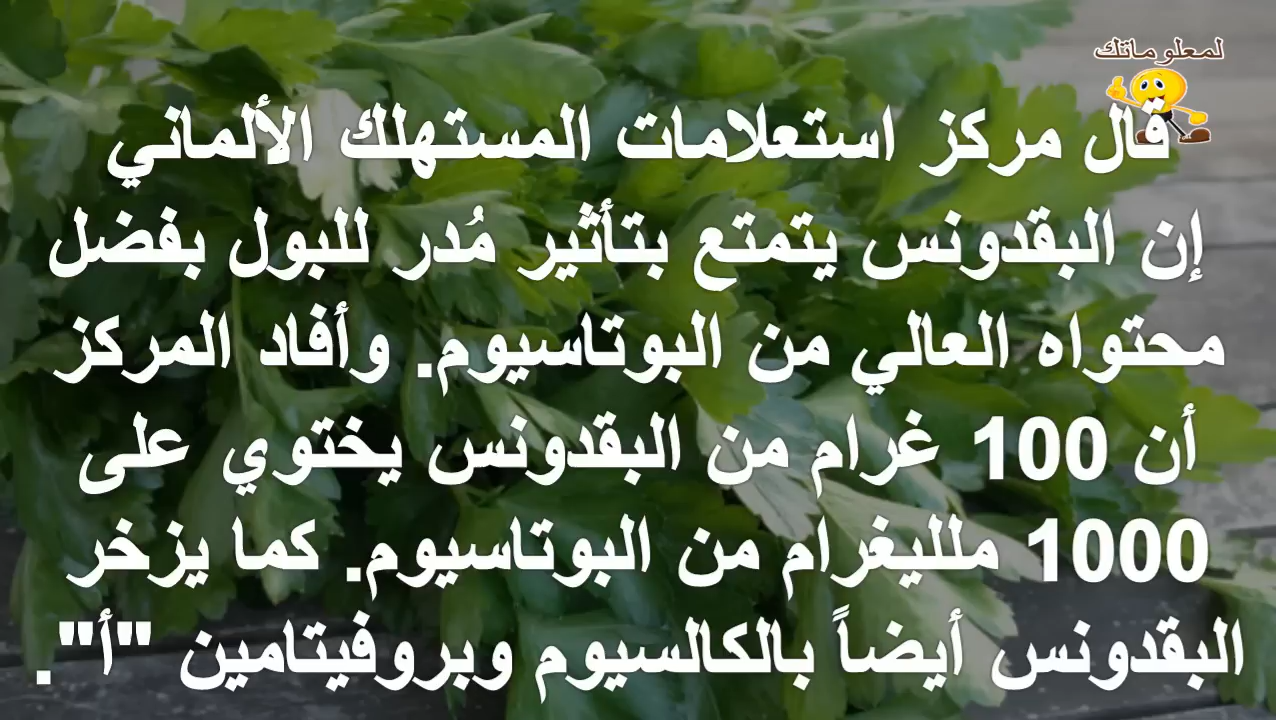 لمعلوماتك
قال مركز استعلامات المستهلك الألماني
إن البقدونس يتمتع بتأثير مُدر للبول بفضل
محتواه العالي من البوتاسيوم. وأفاد المركز
أن 100 غرام من البقدونس يختوي على
1000 ملليغرام من البوتاسيوم. كما يزخر
البقدونس أيضاً بالكالسيوم وبروفيتامين "أ".